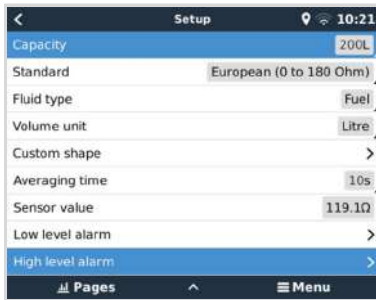 Setup 10:21
Capacity 200L
Standard European (0 to 180 Ohm)
Fluid type Fuel
Volume unit Litre
Custom shape
Averaging time 10s
Sensor value 119.1Ω
Low level alarm
High level alarm
Pages Menu